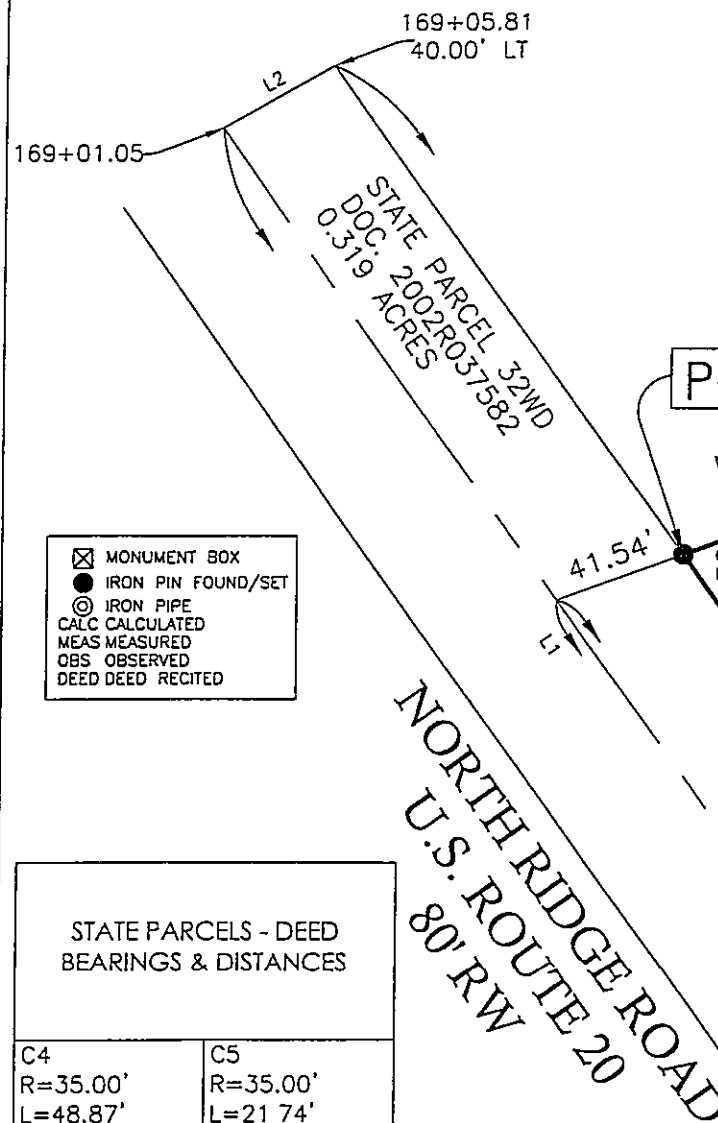 169+05.81
40.00' LT
L2
169+01.05
STATE PARCEL 32WD
DOC. 2002R037582
0.319 ACRES
P
41.54'
L1
MONUMENT BOX
IRON PIN FOUND/SET
IRON PIPE
CALC CALCULATED
MEAS MEASURED
OBS OBSERVED
DEED DEED RECITED
NORTH RIDGE ROAD
U.S. ROUTE 20
80' RW
STATE PARCELS - DEED
BEARINGS & DISTANCES
C4
R=35.00'
L=48.87'
C5
R=35.00'
L=21 74'